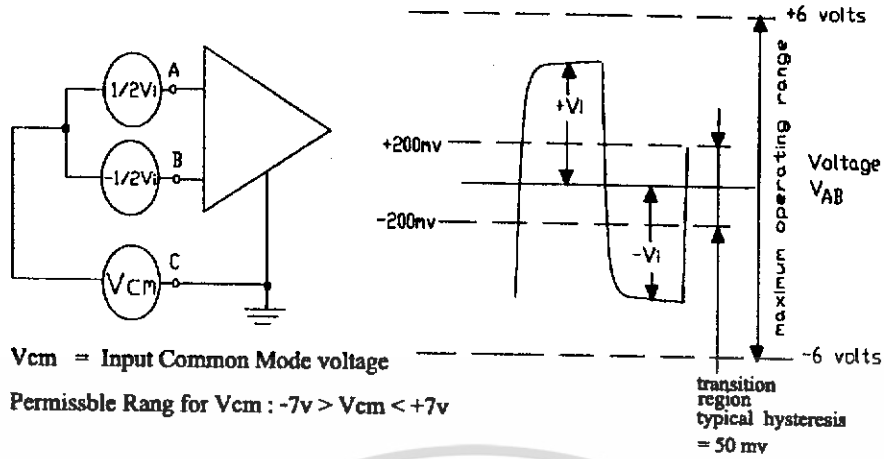 A
1/2Vi
B
-1/2Vi
C
Vcm
Vcm = Input Common Mode voltage
Permissble Rang for Vcm : -7v > Vcm < +7v
+6 volts
+Vi
+200mv
-200mv
-Vi
maximum operating range
Voltage
VAB
-6 volts
transition
region
typical hysteresis
= 50 mv